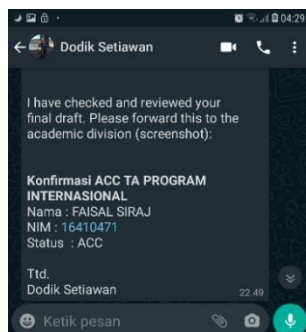 04:29
Dodik Setiawan
I have checked and reviewed your
final draft. Please forward this to the
academic division (screenshot):
Konfirmasi ACC TA PROGRAM
INTERNASIONAL
Nama : FAISAL SIRAJ
NIM : 16410471
Status : ACC
Ttd.
Dodik Setiawan
22.49
Ketik pesan